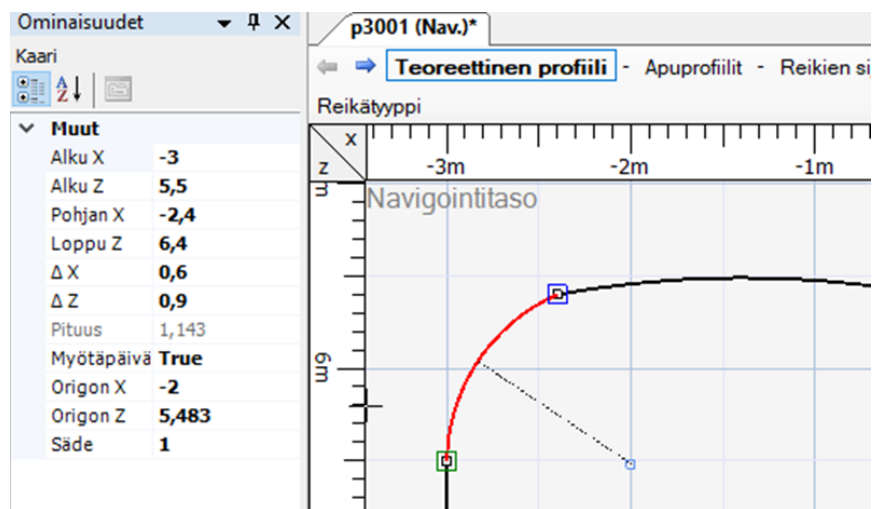 Ominaisuudet
Kaari
Muut
Alku X -3
Alku Z 5,5
Pohjan X -2,4
Loppu Z 6,4
Δ X 0,6
Δ Z 0,9
Pituus 1,143
Myötäpäivä True
Origon X -2
Origon Z 5,483
Säde 1
p3001 (Nav.)*
Teoreettinen profiili - Apuprofiilit - Reikien si
Reikätyyppi
x
z
-3m -2m -1m
m
Navigointitaso
6m